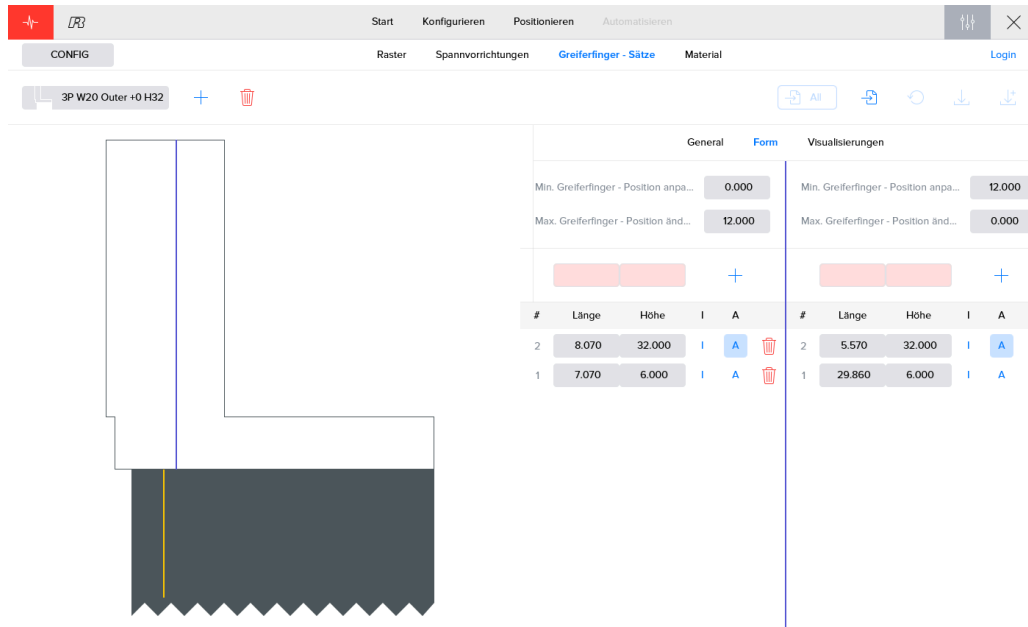 Start Konfigurieren Positionieren Automatisieren
CONFIG Raster Spannvorrichtungen Greiferfinger - Sätze Material Login
3P W20 Outer +0 H32 All
General Form Visualisierungen
Min. Greiferfinger - Position anpa... 0.000 Min. Greiferfinger - Position anpa... 12.000
Max. Greiferfinger - Position änd... 12.000 Max. Greiferfinger - Position änd... 0.000
# Länge Höhe I A # Länge Höhe I A
2 8.070 32.000 I A 2 5.570 32.000 I A
1 7.070 6.000 I A 1 29.860 6.000 I A